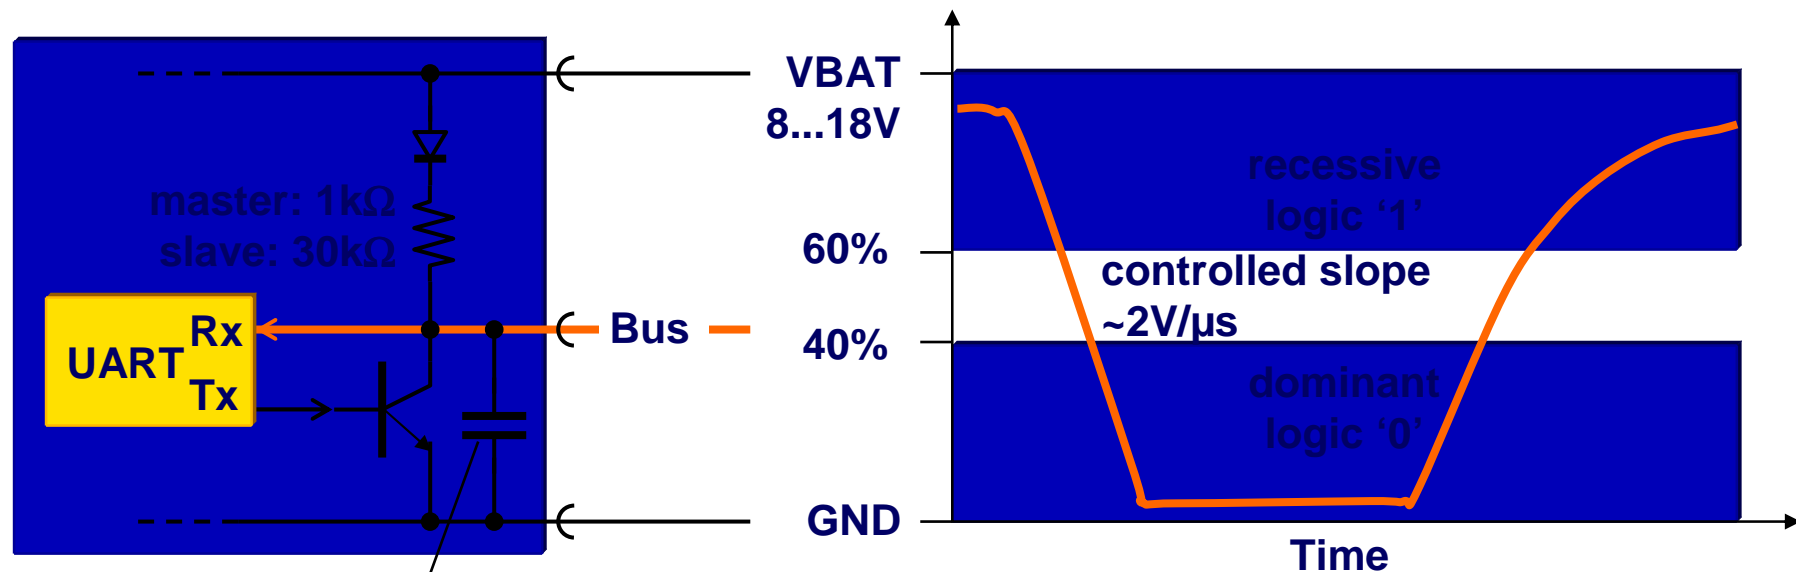 master: 1kΩ
slave: 30kΩ
UART
Rx
Tx
Bus
VBAT
8...18V
60%
40%
GND
recessive
logic ‘1’
controlled slope
~2V/µs
dominant
logic ‘0’
Time